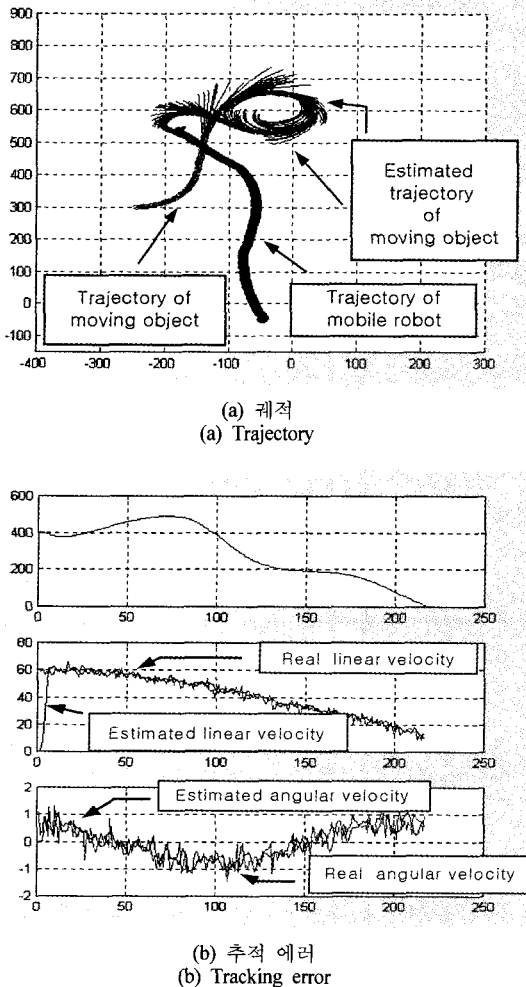 900
800
700
600
500
400
300
200
100
0
-100
-400 -300 -200 -100 0 100 200 300
Estimated
trajectory
of
moving object
Trajectory of
moving object
Trajectory of
mobile robot
(a) 궤적
(a) Trajectory
600
400
200
0
0 50 100 150 200 250
80
60
40
20
0
0 50 100 150 200 250
Real linear velocity
Estimated linear velocity
2
1
0
-1
-2
0 50 100 150 200 250
Estimated angular velocity
Real angular velocity
(b) 추적 에러
(b) Tracking error